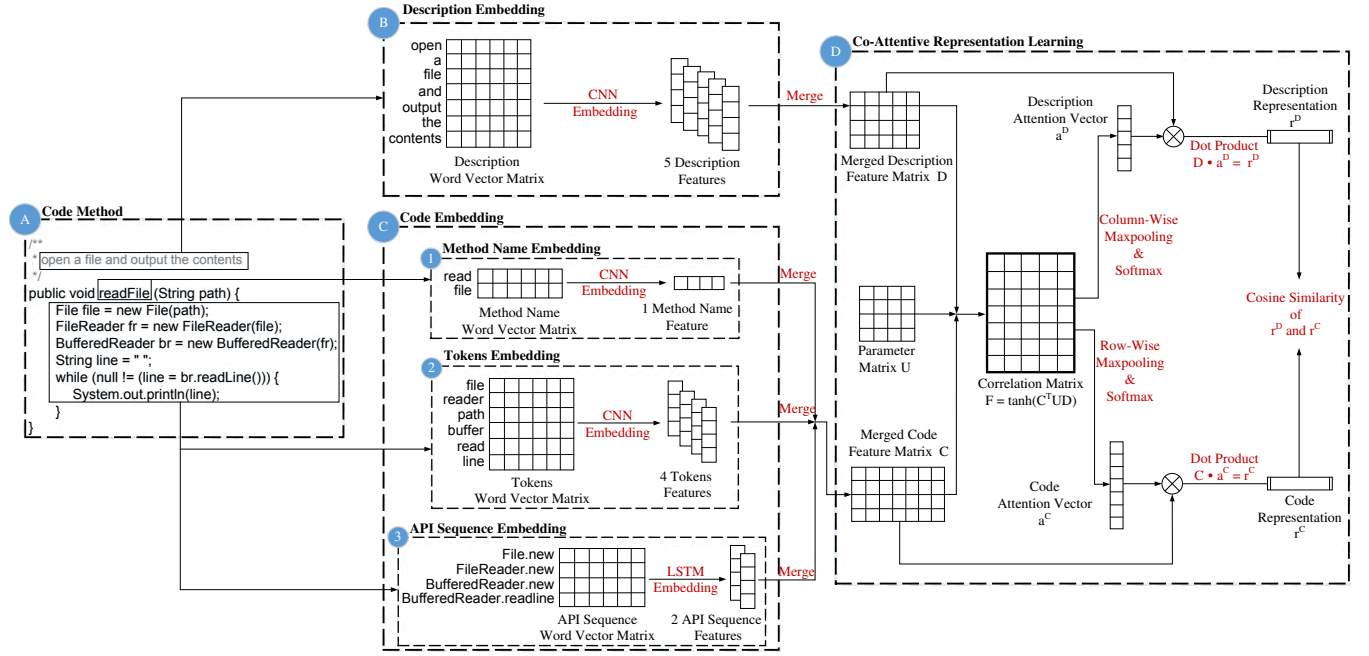 A
Code Method
/**
* open a file and output the contents
*/
public void readFile (String path) {
File file = new File(path);
FileReader fr = new FileReader(file);
BufferedReader br = new BufferedReader(fr);
String line = " ";
while (null != (line = br.readLine())) {
System.out.println(line);
}
}
B
Description Embedding
open
a
file
and
output
the
contents
Description
Word Vector Matrix
CNN
Embedding
5 Description
Features
Merge
C
Code Embedding
1
Method Name Embedding
read
file
Method Name
Word Vector Matrix
CNN
Embedding
1 Method Name
Feature
Merge
2
Tokens Embedding
file
reader
path
buffer
read
line
Tokens
Word Vector Matrix
CNN
Embedding
4 Tokens
Features
Merge
3
API Sequence Embedding
File.new
FileReader.new
BufferedReader.new
BufferedReader.readline
API Sequence
Word Vector Matrix
LSTM
Embedding
2 API Sequence
Features
Merge
D
Co-Attentive Representation Learning
Merged Description
Feature Matrix D
Parameter
Matrix U
Merged Code
Feature Matrix C
Correlation Matrix
F = tanh(C^T UD)
Description
Attention Vector
a^D
Column-Wise
Maxpooling
&
Softmax
Row-Wise
Maxpooling
&
Softmax
Code
Attention Vector
a^C
Dot Product
D • a^D = r^D
Dot Product
C • a^C = r^C
Description
Representation
r^D
Cosine Similarity
of
r^D and r^C
Code
Representation
r^C